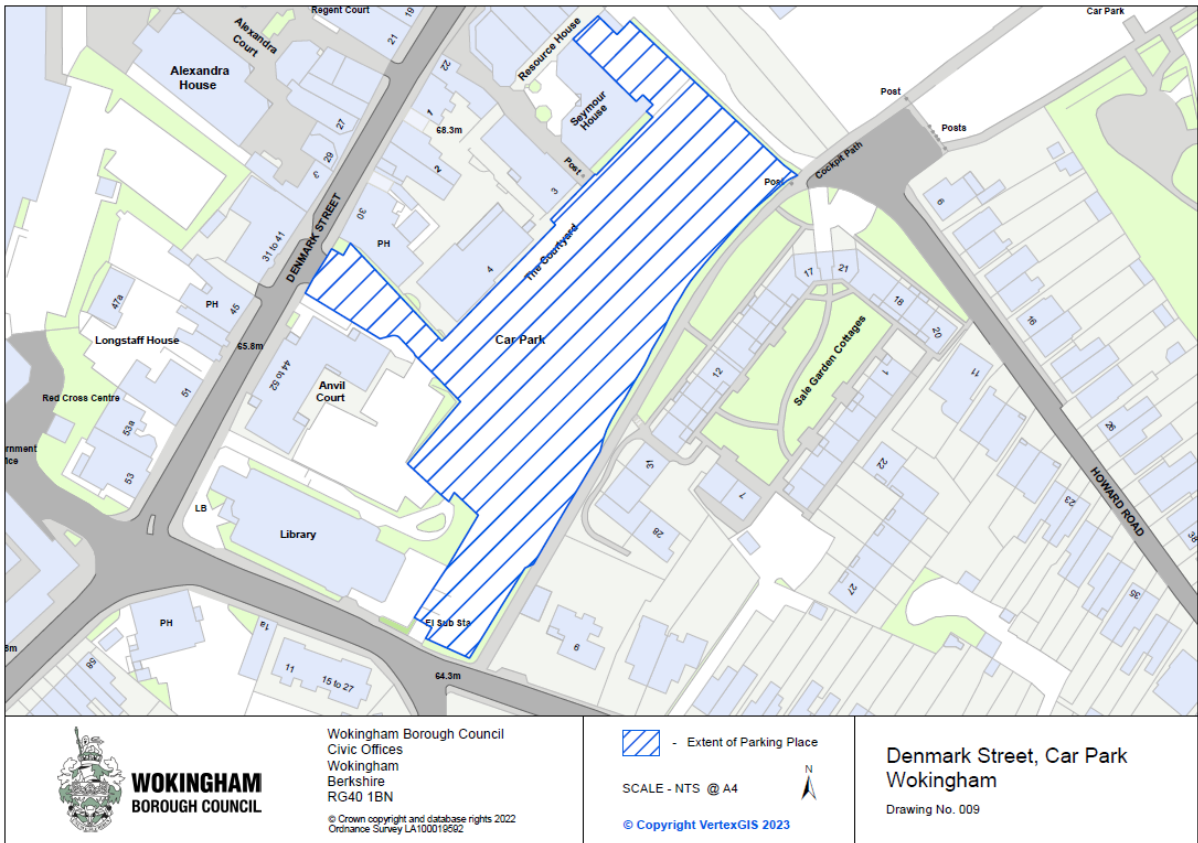 Regent Court
19
21
Car Park
Alexandra
Court
Resource House
Alexandra
House
22
1
68.3m
Seymour
House
Post
Posts
27
29
3
2
Post
3
Cockpit Path
Post
6
DENMARK STREET
30
PH
31 to 41
The Courtyard
4
17
21
18
20
16
47a
PH
45
Longstaff House
65.8m
Car Park
Sale Garden Cottages
44 to 52
Anvil
Court
12
1
11
Red Cross Centre
51
53a
53
31
7
22
26
HOWARD ROAD
23
LB
Library
28
38
27
35
El Sub Sta
PH
1a
9
58
11
15 to 27
64.3m
WOKINGHAM
BOROUGH COUNCIL
Wokingham Borough Council
Civic Offices
Wokingham
Berkshire
RG40 1BN
© Crown copyright and database rights 2022
Ordnance Survey LA100019592
- Extent of Parking Place
SCALE - NTS @ A4
N
© Copyright VertexGIS 2023
Denmark Street, Car Park
Wokingham
Drawing No. 009